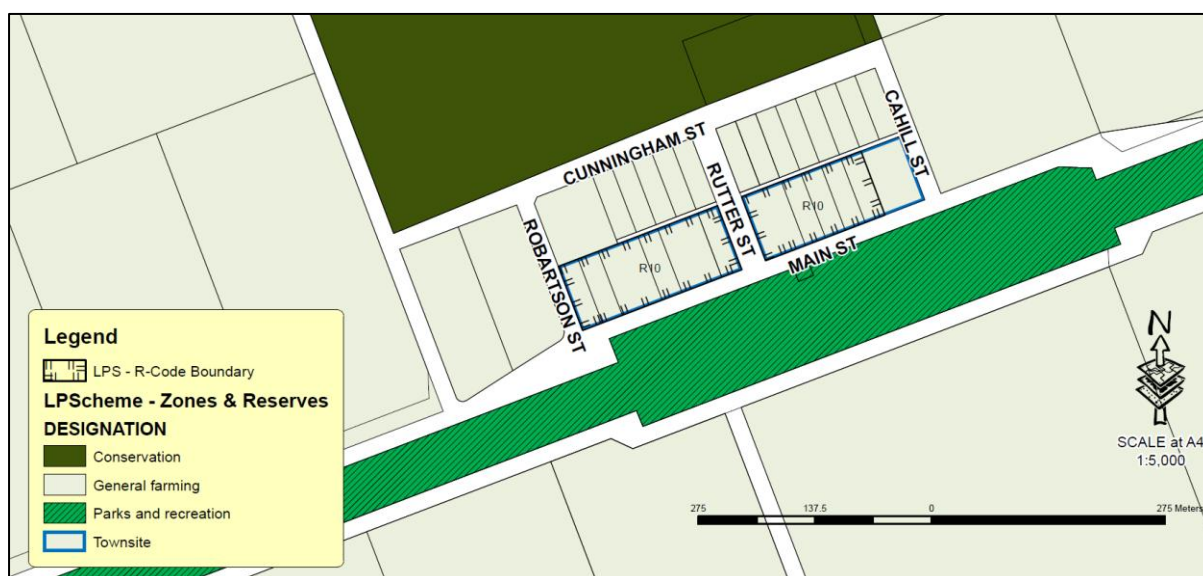 CUNNINGHAM ST
CAHILL ST
RUTTER ST
ROBARTSON ST
MAIN ST
R10
R10
Legend
LPS - R-Code Boundary
LPScheme - Zones & Reserves
DESIGNATION
Conservation
General farming
Parks and recreation
Townsite
N
SCALE at A4
1:5,000
275 137.5 0 275 Meters